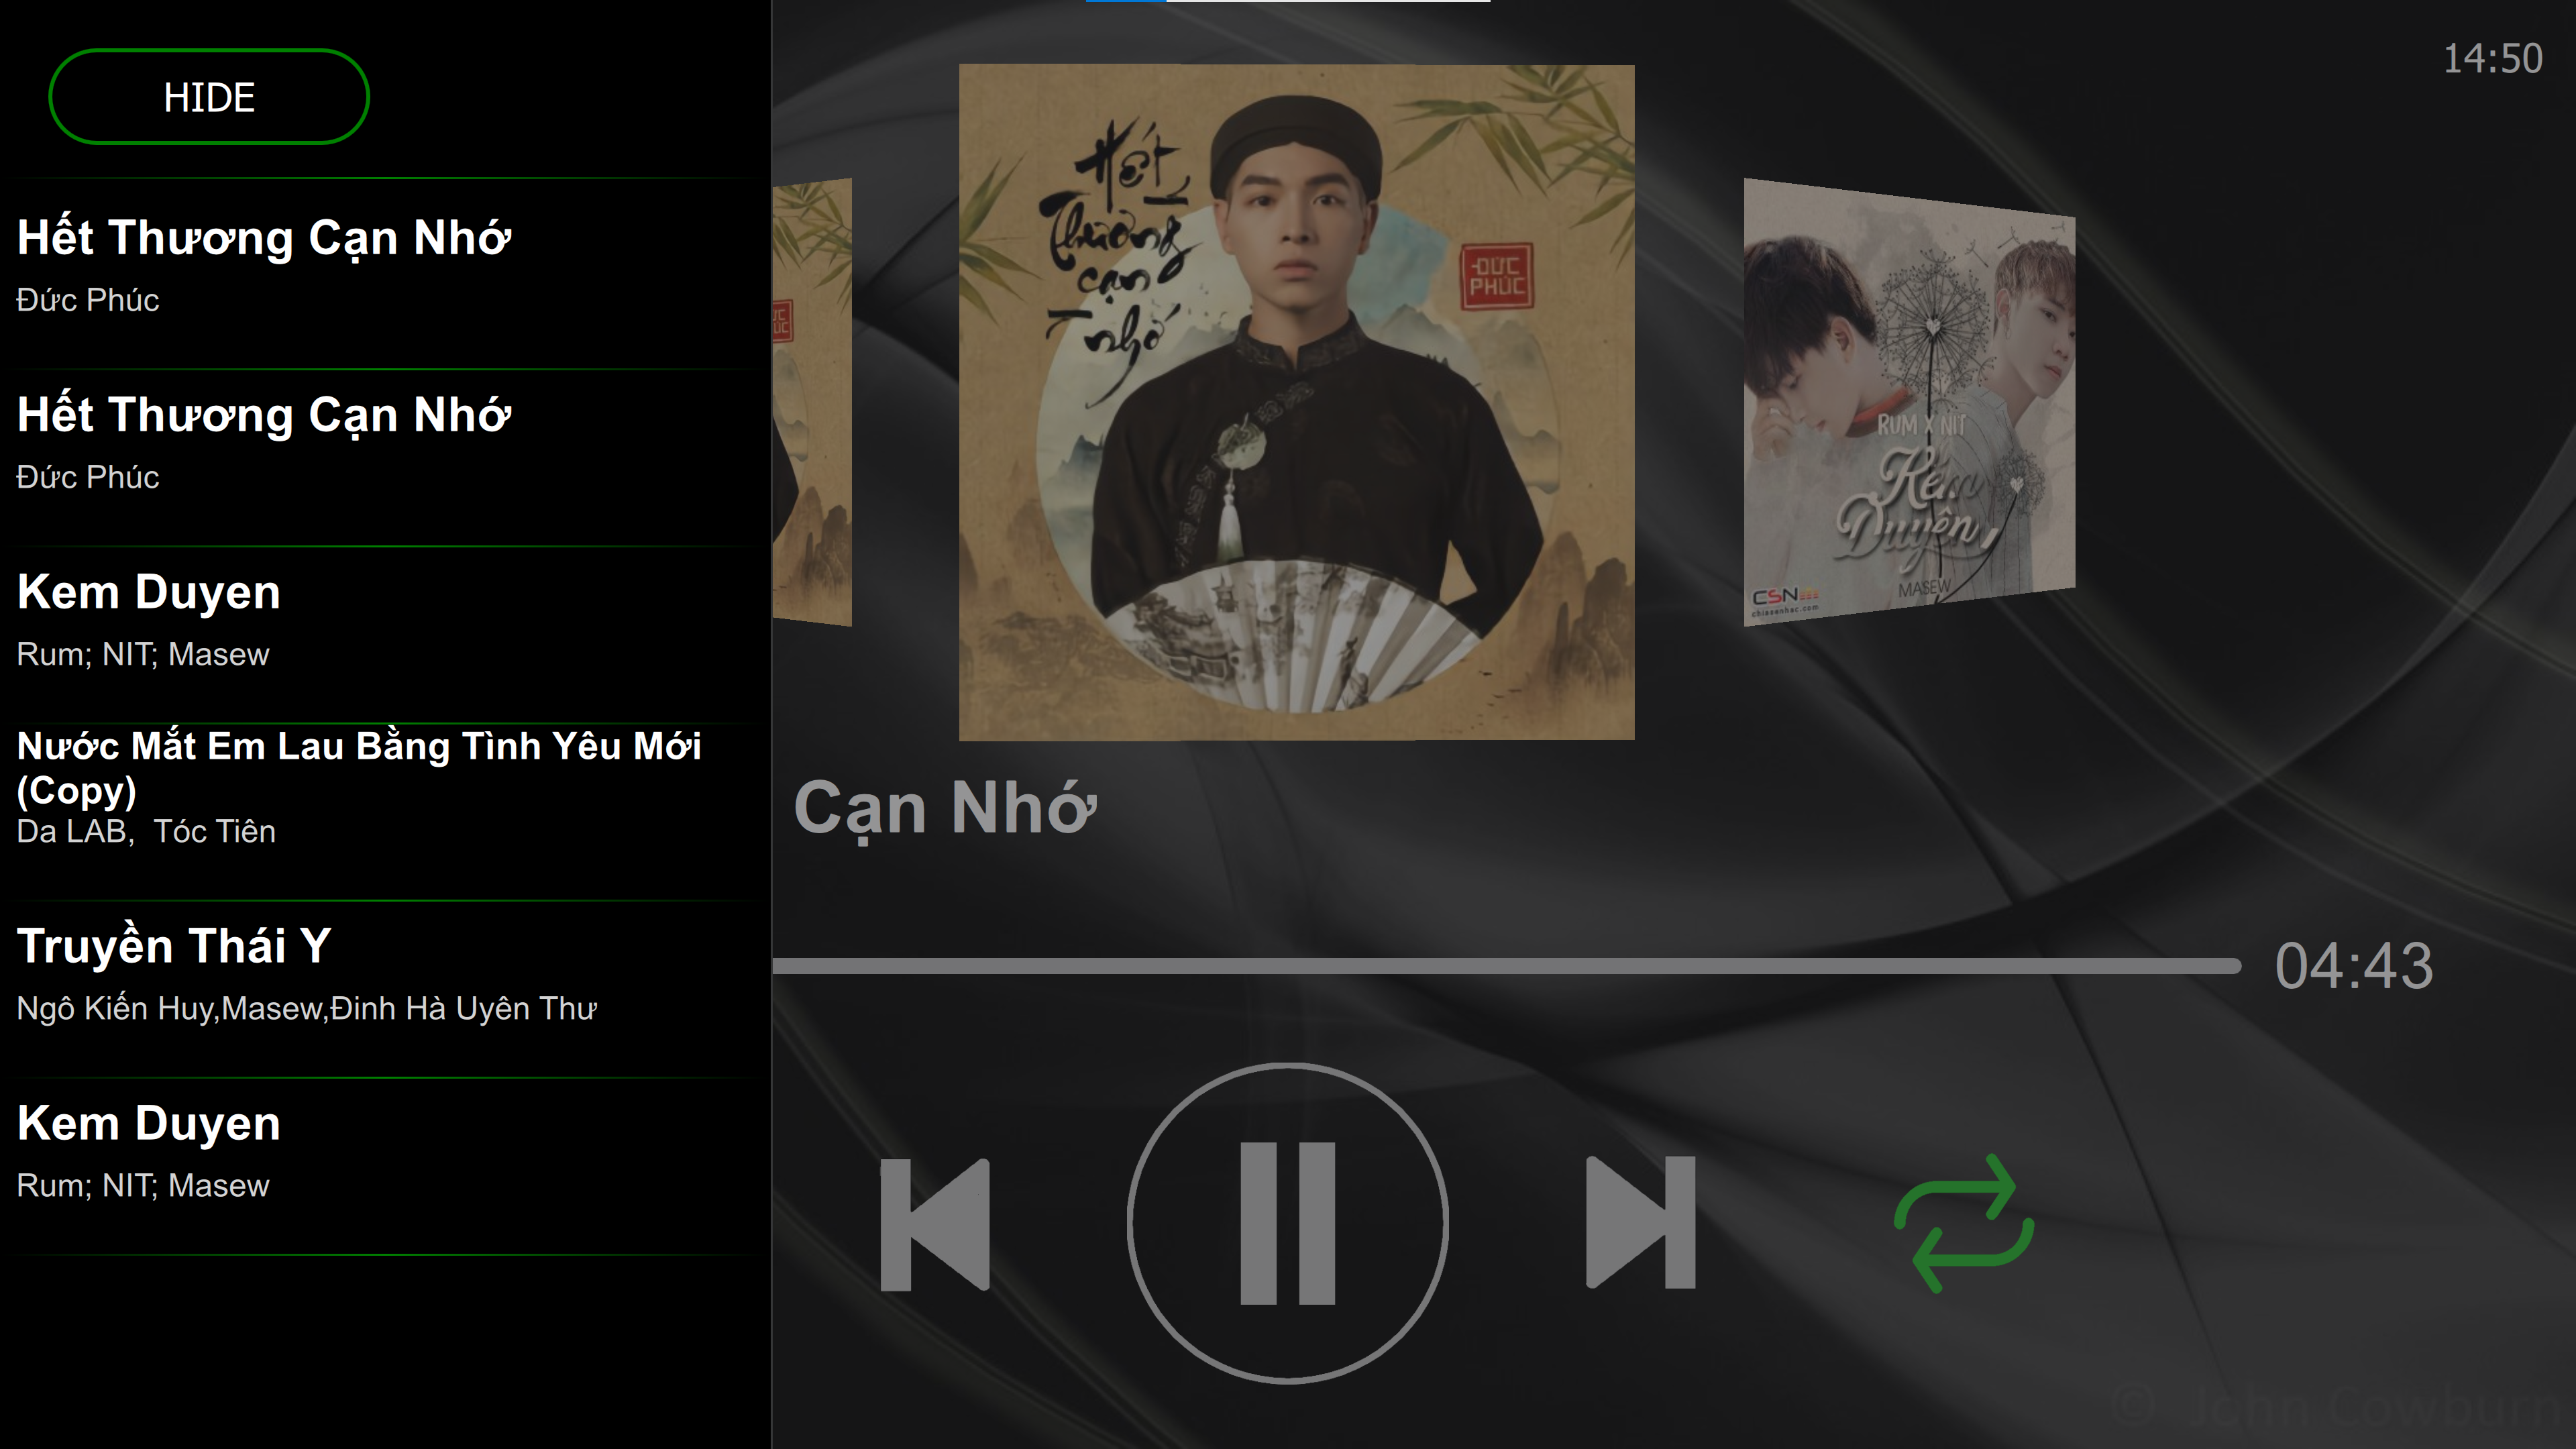 HIDE
Hết Thương Cạn Nhớ
Đức Phúc
Hết Thương Cạn Nhớ
Đức Phúc
Kem Duyen
Rum; NIT; Masew
Nước Mắt Em Lau Bằng Tình Yêu Mới
(Copy)
Da LAB,  Tóc Tiên
Truyền Thái Y
Ngô Kiến Huy,Masew,Đinh Hà Uyên Thư
Kem Duyen
Rum; NIT; Masew
14:50
ÚC
Hết
Thương
cạn
nhớ
ĐỨC
PHÚC
RUM X NIT
Kém
Duyên
MASEW
CSN
chiasenhac.com
Cạn Nhớ
04:43
© John Cowburn